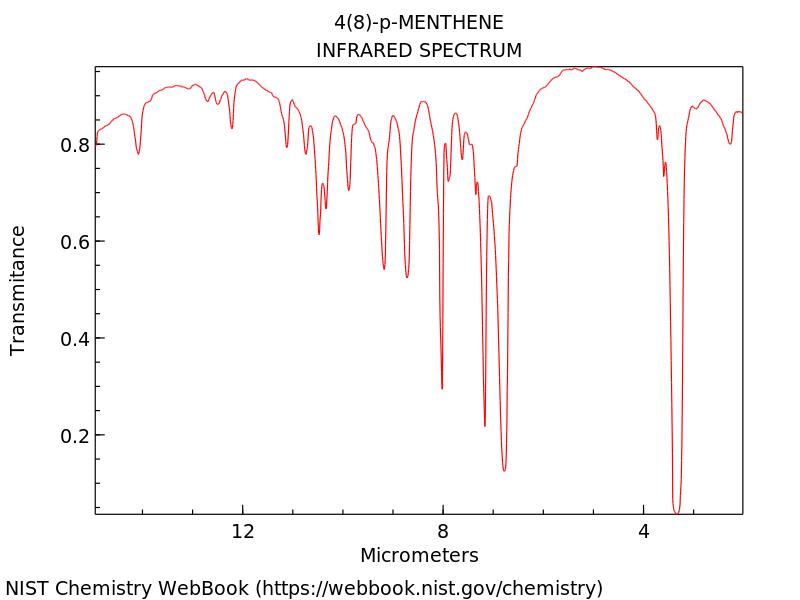 4(8)-p-MENTHENE
INFRARED SPECTRUM
Transmitance
0.8
0.6
0.4
0.2
12
8
4
Micrometers
NIST Chemistry WebBook (https://webbook.nist.gov/chemistry)